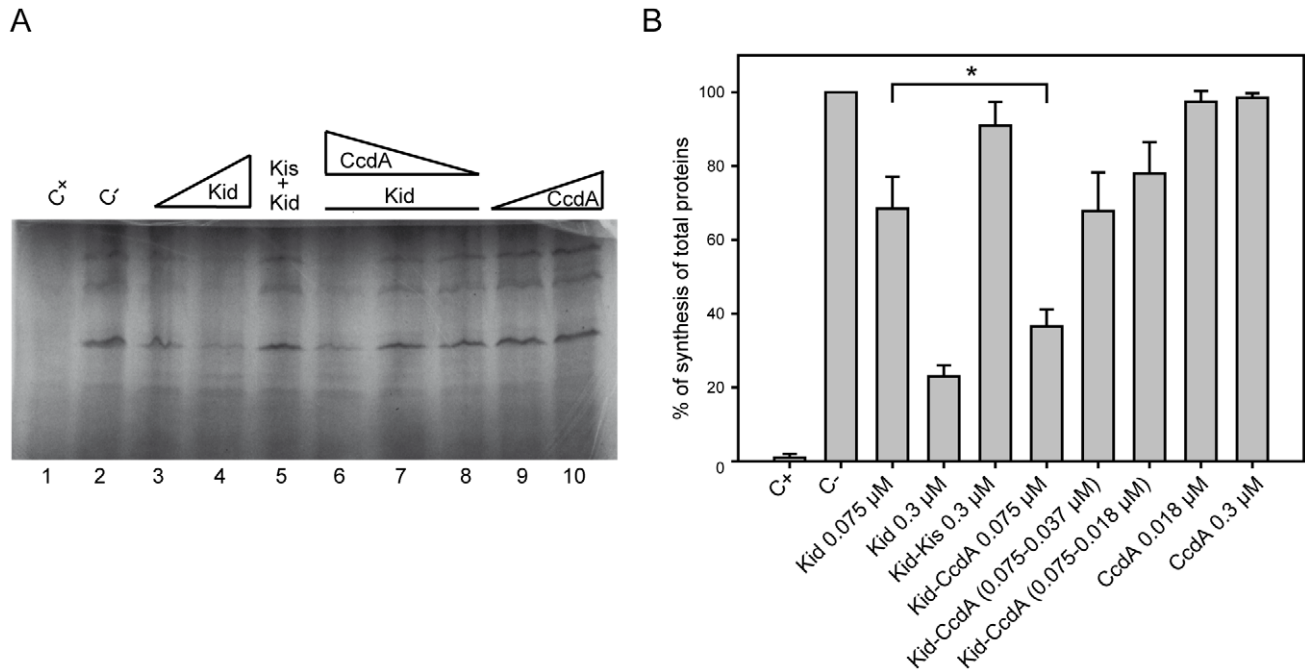 A
C+
C-
Kid
Kis
+
Kid
CcdA
Kid
CcdA
1 2 3 4 5 6 7 8 9 10
B
*
% of synthesis of total proteins
100
80
60
40
20
0
C+
C-
Kid 0.075 µM
Kid 0.3 µM
Kid-Kis 0.3 µM
Kid-CcdA 0.075 µM
Kid-CcdA (0.075-0.037 µM)
Kid-CcdA (0.075-0.018 µM)
CcdA 0.018 µM
CcdA 0.3 µM